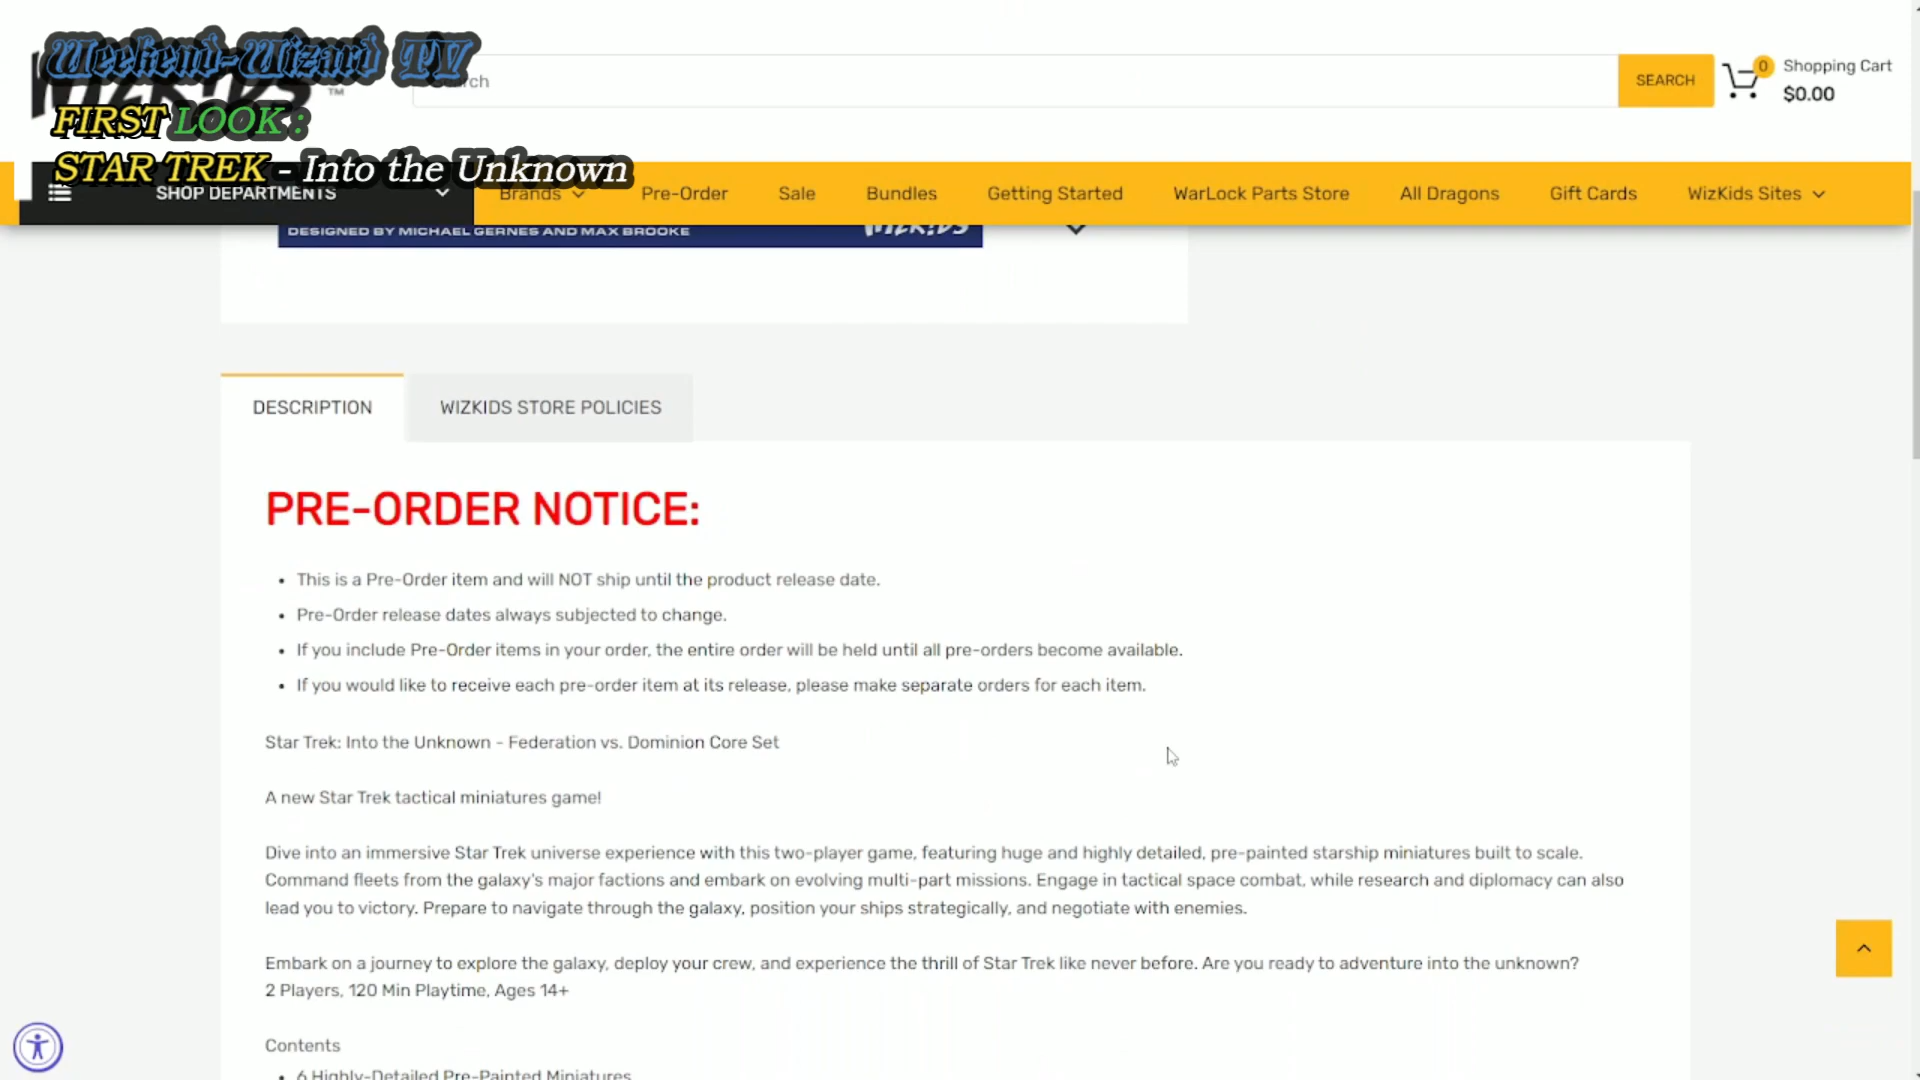 Weekend-Wizard TV
WIZKIDS TM
SEARCH
0 Shopping Cart
$0.00
FIRST LOOK :
STAR TREK - Into the Unknown
SHOP DEPARTMENTS Brands Pre-Order Sale Bundles Getting Started WarLock Parts Store All Dragons Gift Cards WizKids Sites
DESIGNED BY MICHAEL GERNES AND MAX BROOKE WIZKIDS
DESCRIPTION WIZKIDS STORE POLICIES
PRE-ORDER NOTICE:
• This is a Pre-Order item and will NOT ship until the product release date.
• Pre-Order release dates always subjected to change.
• If you include Pre-Order items in your order, the entire order will be held until all pre-orders become available.
• If you would like to receive each pre-order item at its release, please make separate orders for each item.
Star Trek: Into the Unknown - Federation vs. Dominion Core Set
A new Star Trek tactical miniatures game!
Dive into an immersive Star Trek universe experience with this two-player game, featuring huge and highly detailed, pre-painted starship miniatures built to scale.
Command fleets from the galaxy's major factions and embark on evolving multi-part missions. Engage in tactical space combat, while research and diplomacy can also
lead you to victory. Prepare to navigate through the galaxy, position your ships strategically, and negotiate with enemies.
Embark on a journey to explore the galaxy, deploy your crew, and experience the thrill of Star Trek like never before. Are you ready to adventure into the unknown?
2 Players, 120 Min Playtime, Ages 14+
Contents
• 6 Highly-Detailed Pre-Painted Miniatures